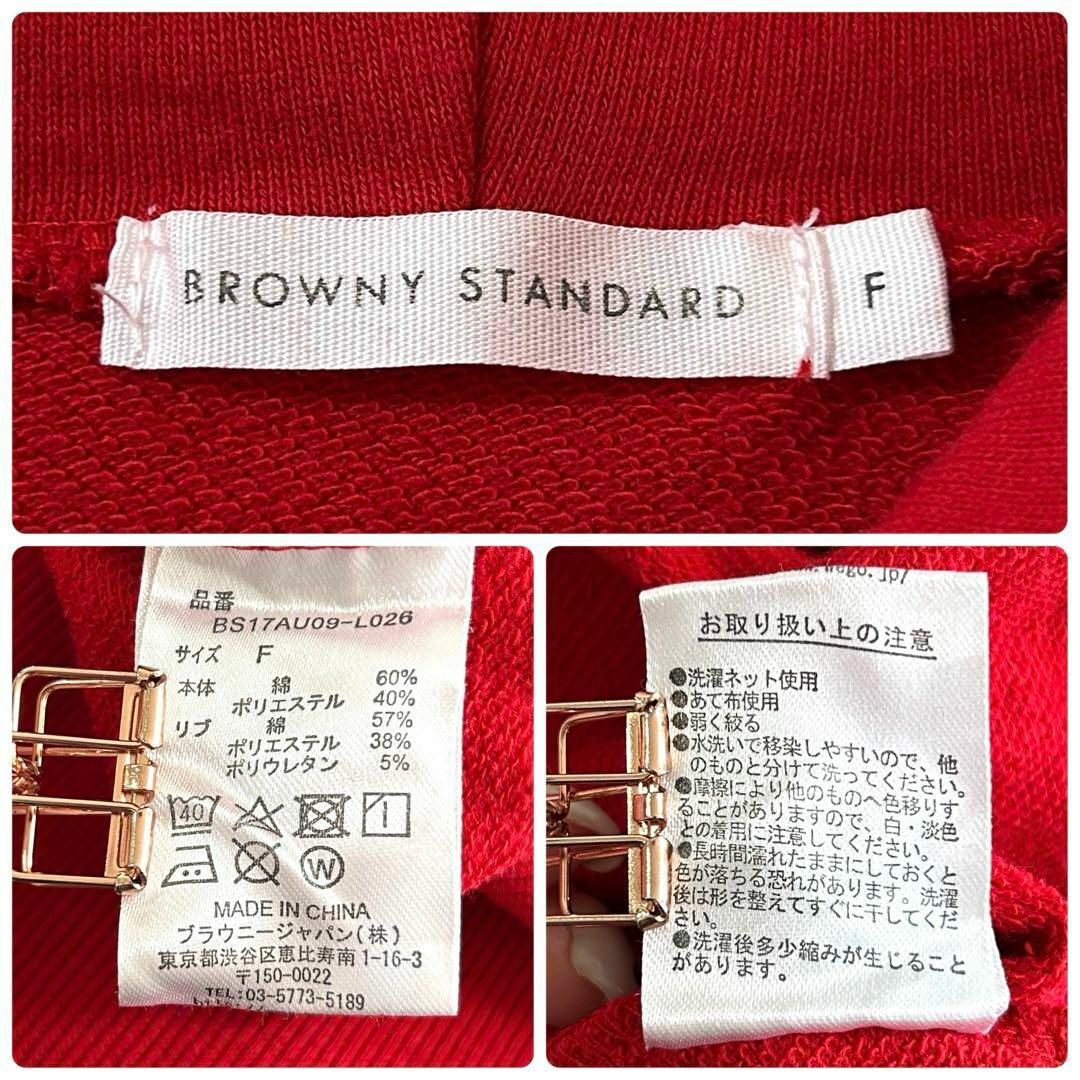 BROWNY STANDARD
F
品番
BS17AU09-L026
サイズ F
本体 綿 60%
ポリエステル 40%
リブ 綿 57%
ポリエステル 38%
ポリウレタン 5%
40
W
MADE IN CHINA
ブラウニージャパン(株)
東京都渋谷区恵比寿南1-16-3
〒150-0022
TEL:03-5773-5189
ego.jp/
お取り扱い上の注意
●洗濯ネット使用
●あて布使用
●弱く絞る
●水洗いで移染しやすいので、他
のものと分けて洗ってください。
●摩擦により他のものへ色移りす
ることがありますので、白・淡色
との着用に注意してください。
●長時間濡れたままにしておくと
色が落ちる恐れがあります。洗濯
後は形を整えてすぐに干してくだ
さい。
●洗濯後多少縮みが生じること
があります。